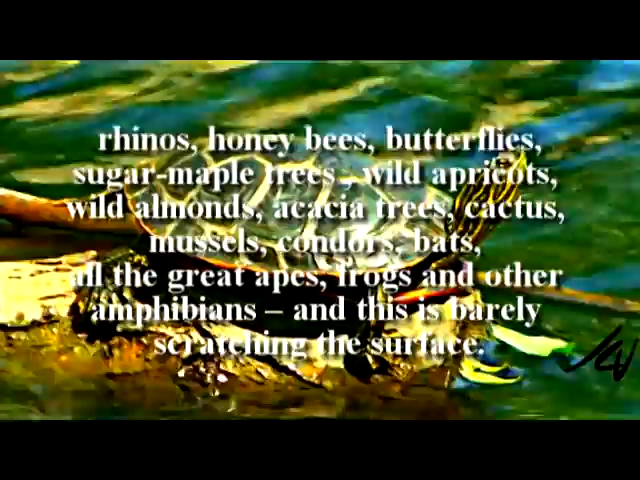 rhinos, honey bees, butterflies,
sugar-maple trees , wild apricots,
wild almonds, acacia trees, cactus,
mussels, condors, bats,
all the great apes, frogs and other
amphibians – and this is barely
scratching the surface.